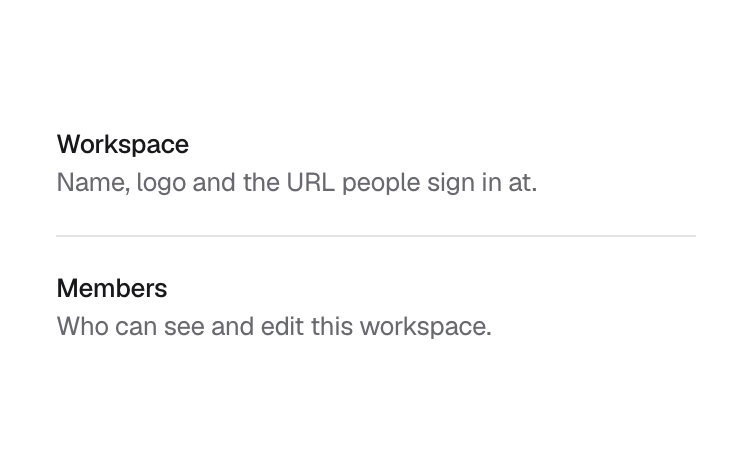 Workspace
Name, logo and the URL people sign in at.
Members
Who can see and edit this workspace.